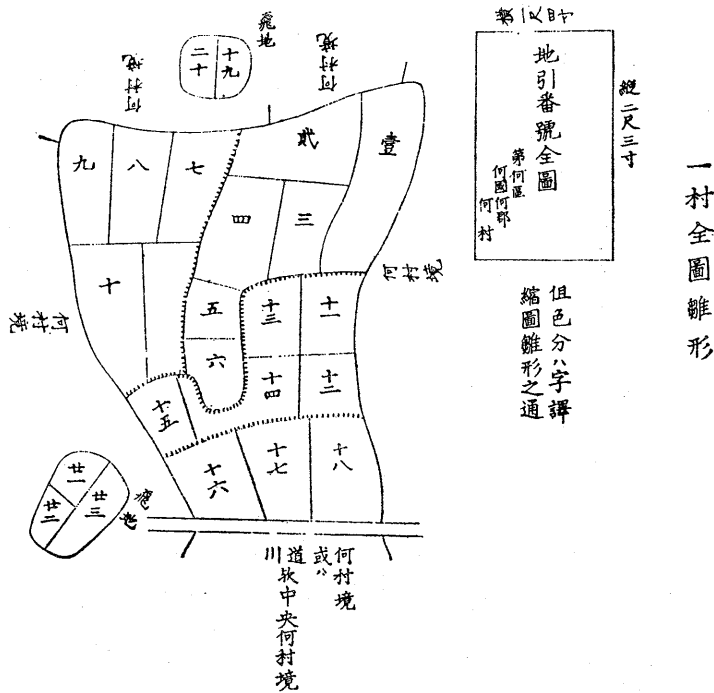 一村全圖雛形
縱二尺三寸
地引番號全圖
第何區
何國何郡
何村
但色分ハ字譯
縮圖雛形之通
何村境
飛地
何村境
十九
二十
壹
貳
三
四
五
六
七
八
九
十
十一
十二
十三
十四
十五
十六
十七
十八
何村境
何村境
飛地
廿一
廿二
廿三
何村境
或ハ
道
川欤中央何村境